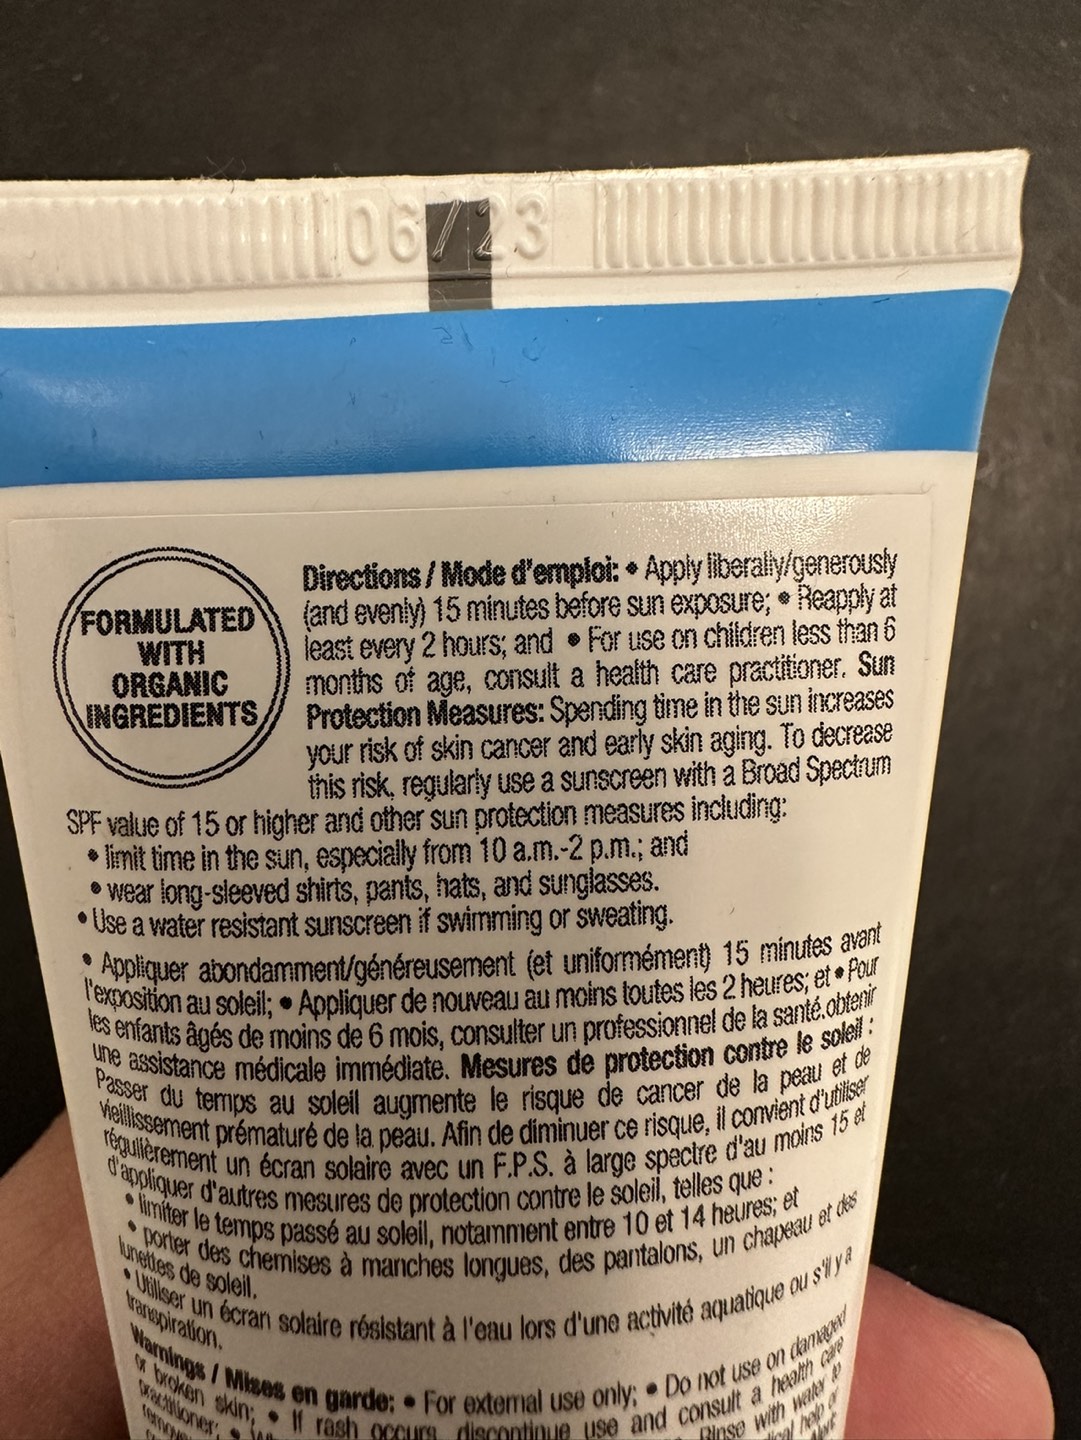 06/23
FORMULATED
WITH
ORGANIC
INGREDIENTS
Directions / Mode d'emploi: • Apply liberally/generously
(and evenly) 15 minutes before sun exposure; • Reapply at
least every 2 hours; and • For use on children less than 6
months of age, consult a health care practitioner. Sun
Protection Measures: Spending time in the sun increases
your risk of skin cancer and early skin aging. To decrease
this risk, regularly use a sunscreen with a Broad Spectrum
SPF value of 15 or higher and other sun protection measures including:
• limit time in the sun, especially from 10 a.m.-2 p.m.; and
• wear long-sleeved shirts, pants, hats, and sunglasses.
• Use a water resistant sunscreen if swimming or sweating.
• Appliquer abondamment/généreusement (et uniformément) 15 minutes avant
l'exposition au soleil; • Appliquer de nouveau au moins toutes les 2 heures; et • Pour
les enfants âgés de moins de 6 mois, consulter un professionnel de la santé.obtenir
une assistance médicale immédiate. Mesures de protection contre le soleil :
Passer du temps au soleil augmente le risque de cancer de la peau et de
vieillissement prématuré de la peau. Afin de diminuer ce risque, il convient d'utiliser
régulièrement un écran solaire avec un F.P.S. à large spectre d'au moins 15 et
d'appliquer d'autres mesures de protection contre le soleil, telles que :
• limiter le temps passé au soleil, notamment entre 10 et 14 heures; et
• porter des chemises à manches longues, des pantalons, un chapeau et des
lunettes de soleil.
• Utiliser un écran solaire résistant à l'eau lors d'une activité aquatique ou s'il y a
transpiration.
Warnings / Mises en garde: • For external use only; • Do not use on damaged
or broken skin; • If rash occurs, discontinue use and consult a health care
practitioner; • Rinse with water to